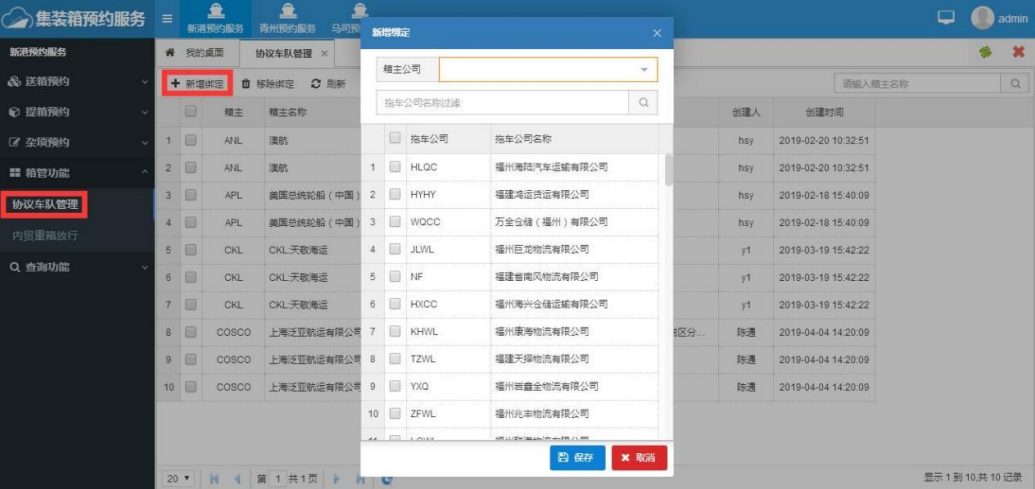 集装箱预约服务
新港预约服务
青州预约服务
马司预
admin
新港预约服务
送箱预约
提箱预约
杂项预约
箱管功能
协议车队管理
内贸重箱放行
查询功能
我的桌面
协议车队管理 ×
新增绑定
移除绑定
刷新
请输入箱主名称
箱主 箱主名称 创建人 创建时间
1 ANL 澳航 hsy 2019-02-20 10:32:51
2 ANL 澳航 hsy 2019-02-20 10:32:51
3 APL 美国总统轮船（中国） hsy 2019-02-18 15:40:09
4 APL 美国总统轮船（中国） hsy 2019-02-18 15:40:09
5 CKL CKL:天敬海运 y1 2019-03-19 15:42:22
6 CKL CKL:天敬海运 y1 2019-03-19 15:42:22
7 CKL CKL:天敬海运 y1 2019-03-19 15:42:22
8 COSCO 上海泛亚航运有限公司 区分... 陈通 2019-04-04 14:20:09
9 COSCO 上海泛亚航运有限公司 陈通 2019-04-04 14:20:09
10 COSCO 上海泛亚航运有限公司 陈通 2019-04-04 14:20:09
20 第 1 共1页
显示 1 到 10,共 10 记录
新增绑定 ×
箱主公司
拖车公司名称过滤
拖车公司 拖车公司名称
1 HLQC 福州海陆汽车运输有限公司
2 HYHY 福建鸿运货运有限公司
3 WQCC 万全仓储（福州）有限公司
4 JLWL 福州巨龙物流有限公司
5 NF 福建省南风物流有限公司
6 HXCC 福州海兴仓储运输有限公司
7 KHWL 福州康海物流有限公司
8 TZWL 福建天择物流有限公司
9 YXQ 福州岩鑫全物流有限公司
10 ZFWL 福州兆丰物流有限公司
保存
取消